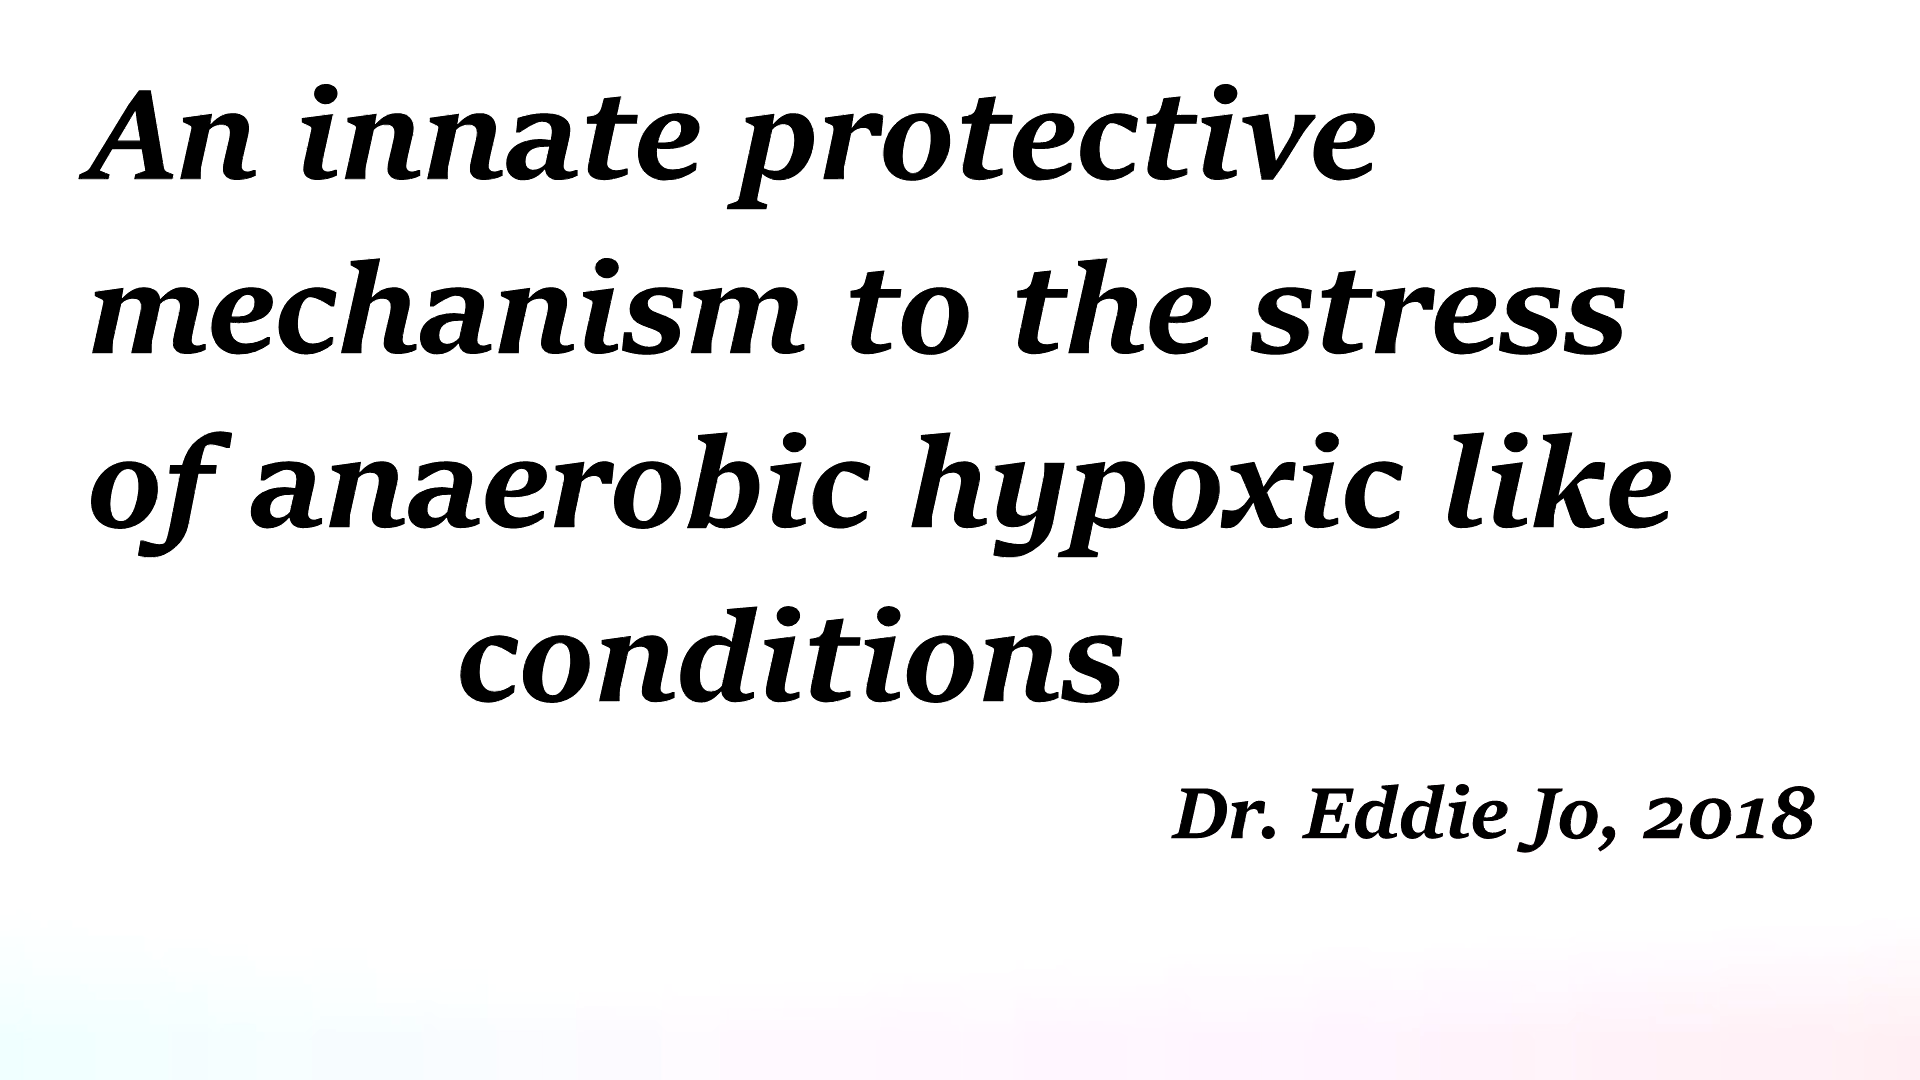 An innate protective
mechanism to the stress
of anaerobic hypoxic like
conditions
Dr. Eddie Jo, 2018